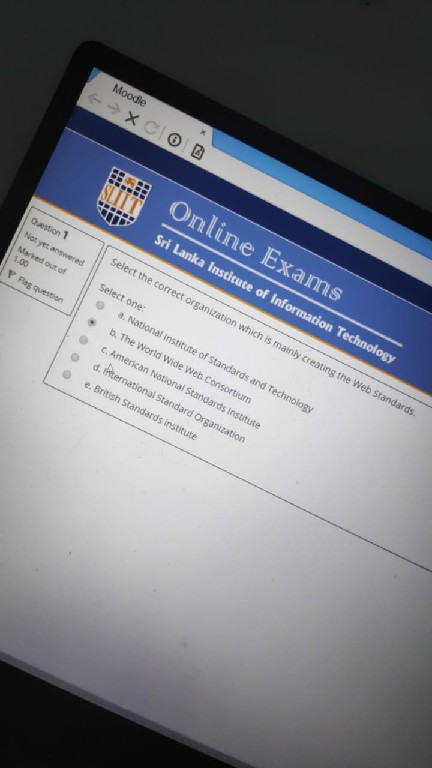 Moodle
SLIIT
Online Exams
Sri Lanka Institute of Information Technology
Question 1
Not yet answered
Marked out of
1.00
Flag question
Select the correct organization which is mainly creating the Web Standards.
Select one:
a. National Institute of Standards and Technology
b. The World Wide Web Consortium
c. American National Standards Institute
d. International Standard Organization
e. British Standards Institute